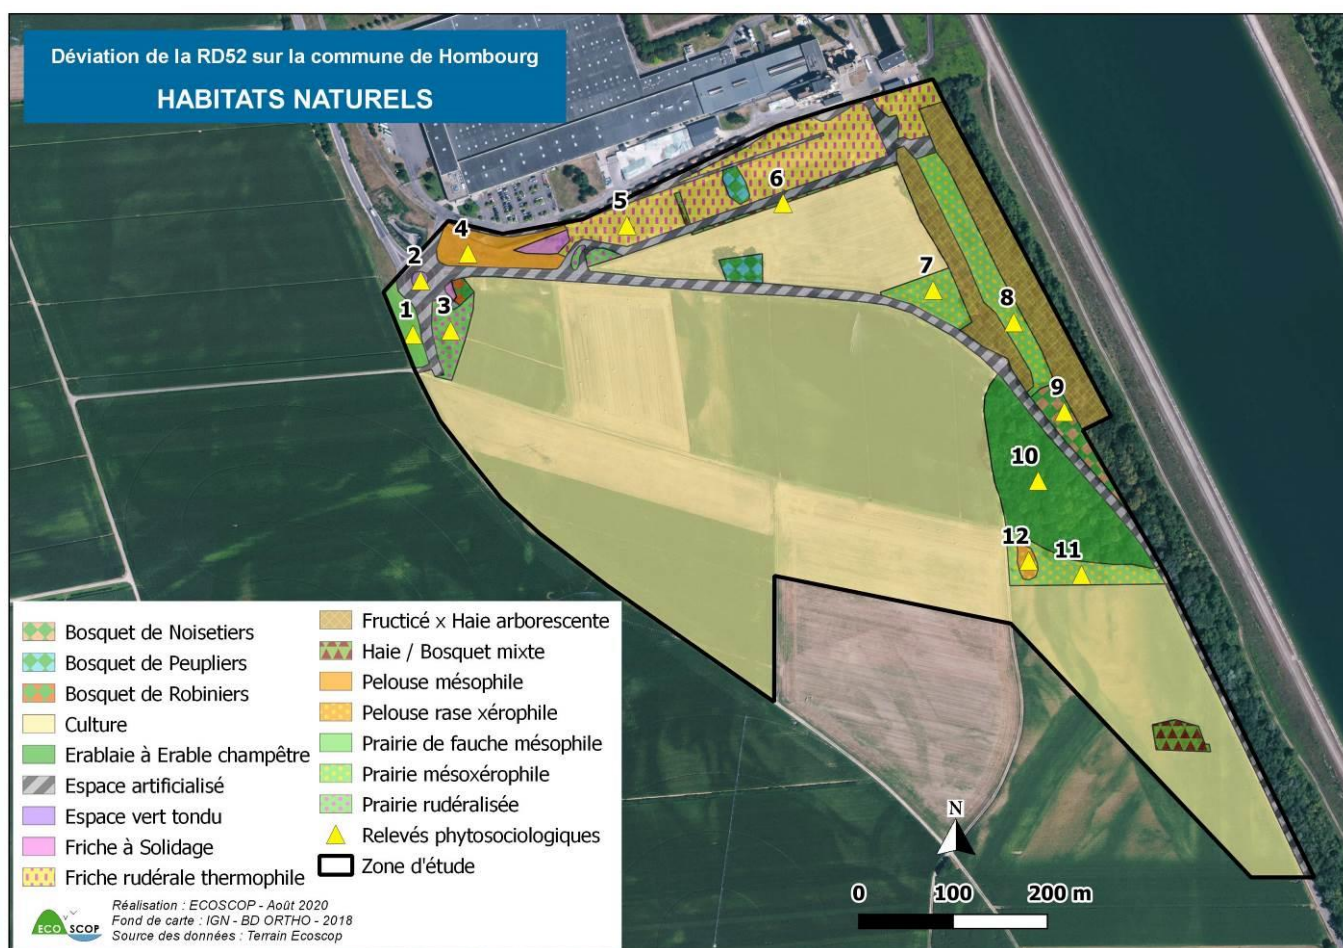 Déviation de la RD52 sur la commune de Hombourg
HABITATS NATURELS
1
2
3
4
5
6
7
8
9
10
11
12
Bosquet de Noisetiers
Bosquet de Peupliers
Bosquet de Robiniers
Culture
Erablaie à Erable champêtre
Espace artificialisé
Espace vert tondu
Friche à Solidage
Friche rudérale thermophile
Fructicé x Haie arborescente
Haie / Bosquet mixte
Pelouse mésophile
Pelouse rase xérophile
Prairie de fauche mésophile
Prairie mésoxérophile
Prairie rudéralisée
Relevés phytosociologiques
Zone d'étude
ECO SCOP
Réalisation : ECOSCOP - Août 2020
Fond de carte : IGN - BD ORTHO - 2018
Source des données : Terrain Ecoscop
N
0 100 200 m